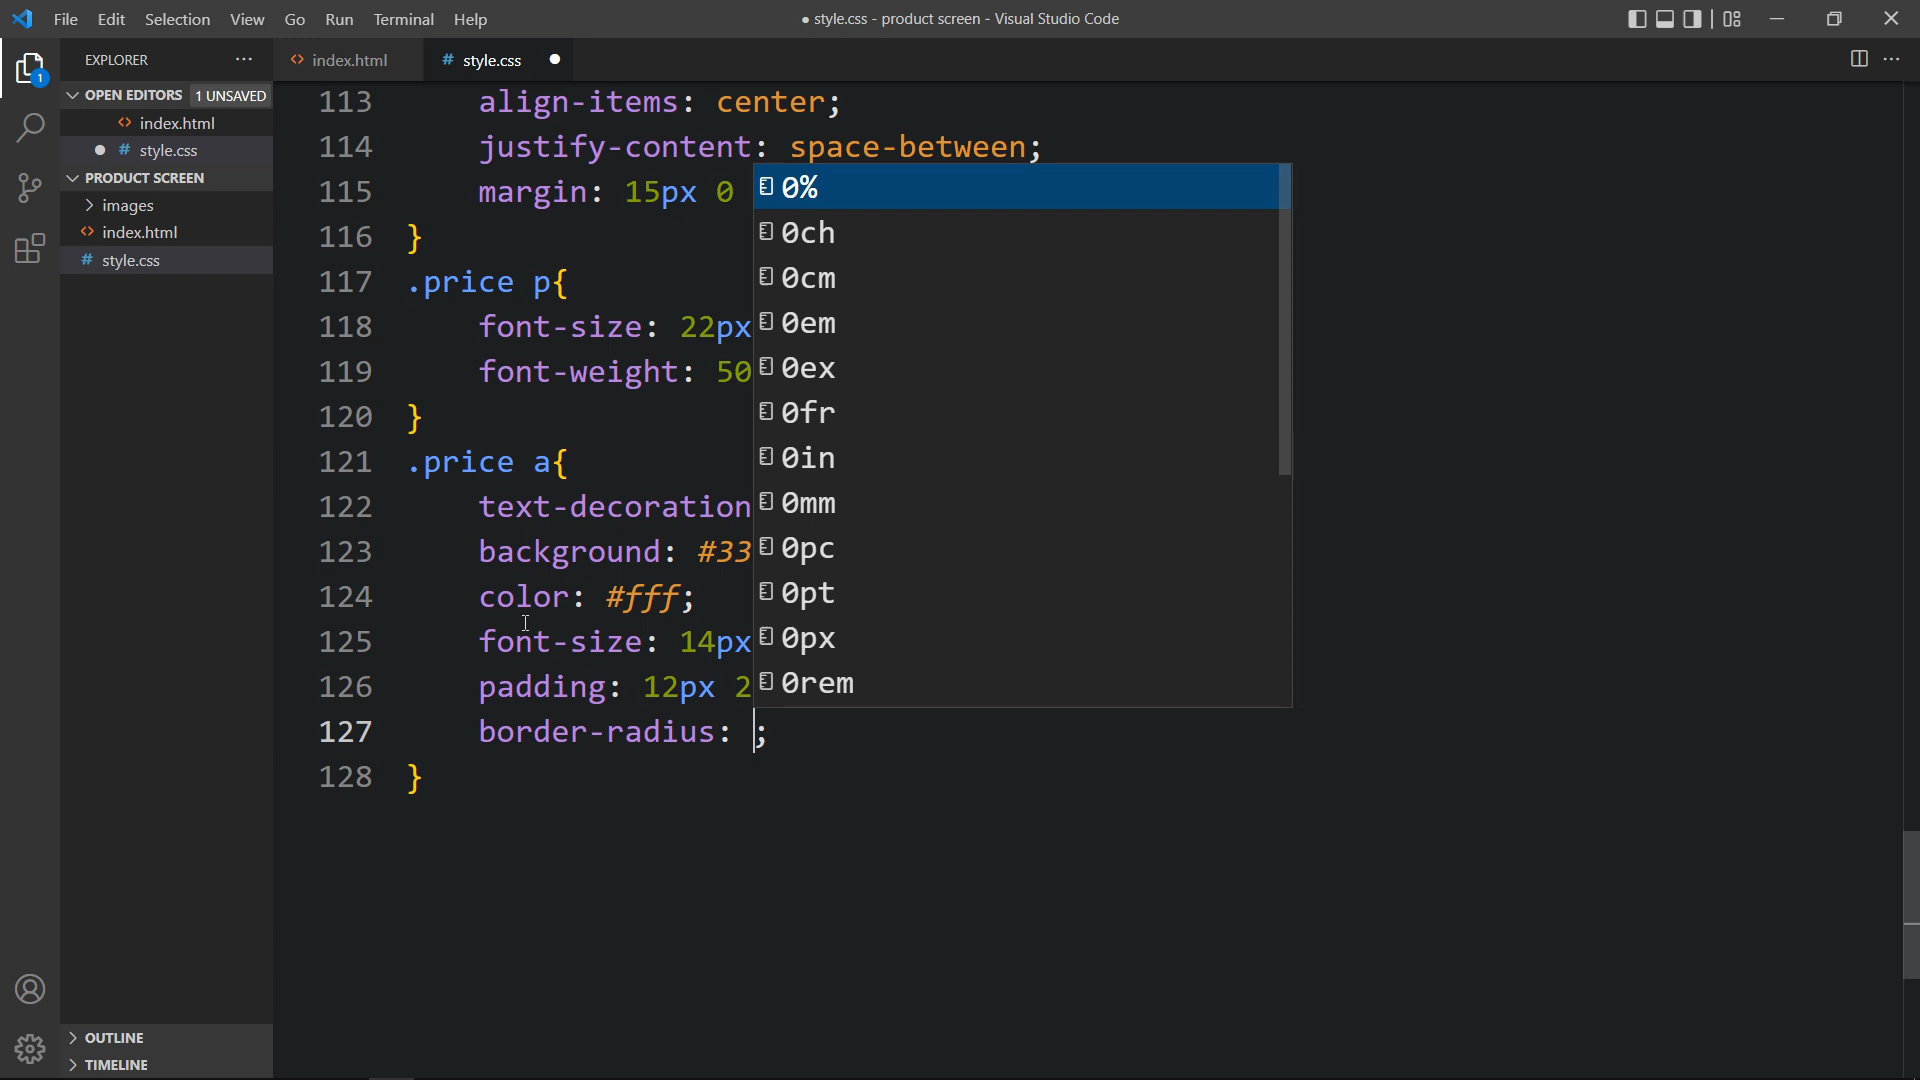 File Edit Selection View Go Run Terminal Help
● style.css - product screen - Visual Studio Code
EXPLORER ···
<> index.html
# style.css ●
OPEN EDITORS 1 UNSAVED
<> index.html
● # style.css
PRODUCT SCREEN
images
<> index.html
# style.css
OUTLINE
TIMELINE
1
113 align-items: center;
114 justify-content: space-between;
115 margin: 15px 0
116 }
117 .price p{
118 font-size: 22px
119 font-weight: 50
120 }
121 .price a{
122 text-decoration
123 background: #33
124 color: #fff;
125 font-size: 14px
126 padding: 12px 2
127 border-radius: ;
128 }
0%
0ch
0cm
0em
0ex
0fr
0in
0mm
0pc
0pt
0px
0rem